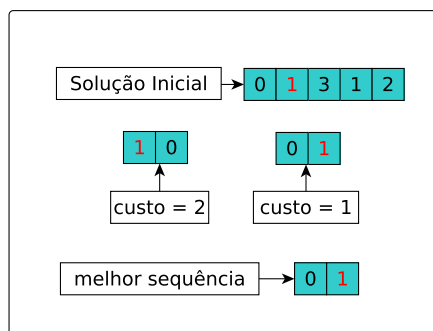 Solução Inicial 0 1 3 1 2
1 0 0 1
custo = 2 custo = 1
melhor sequência 0 1